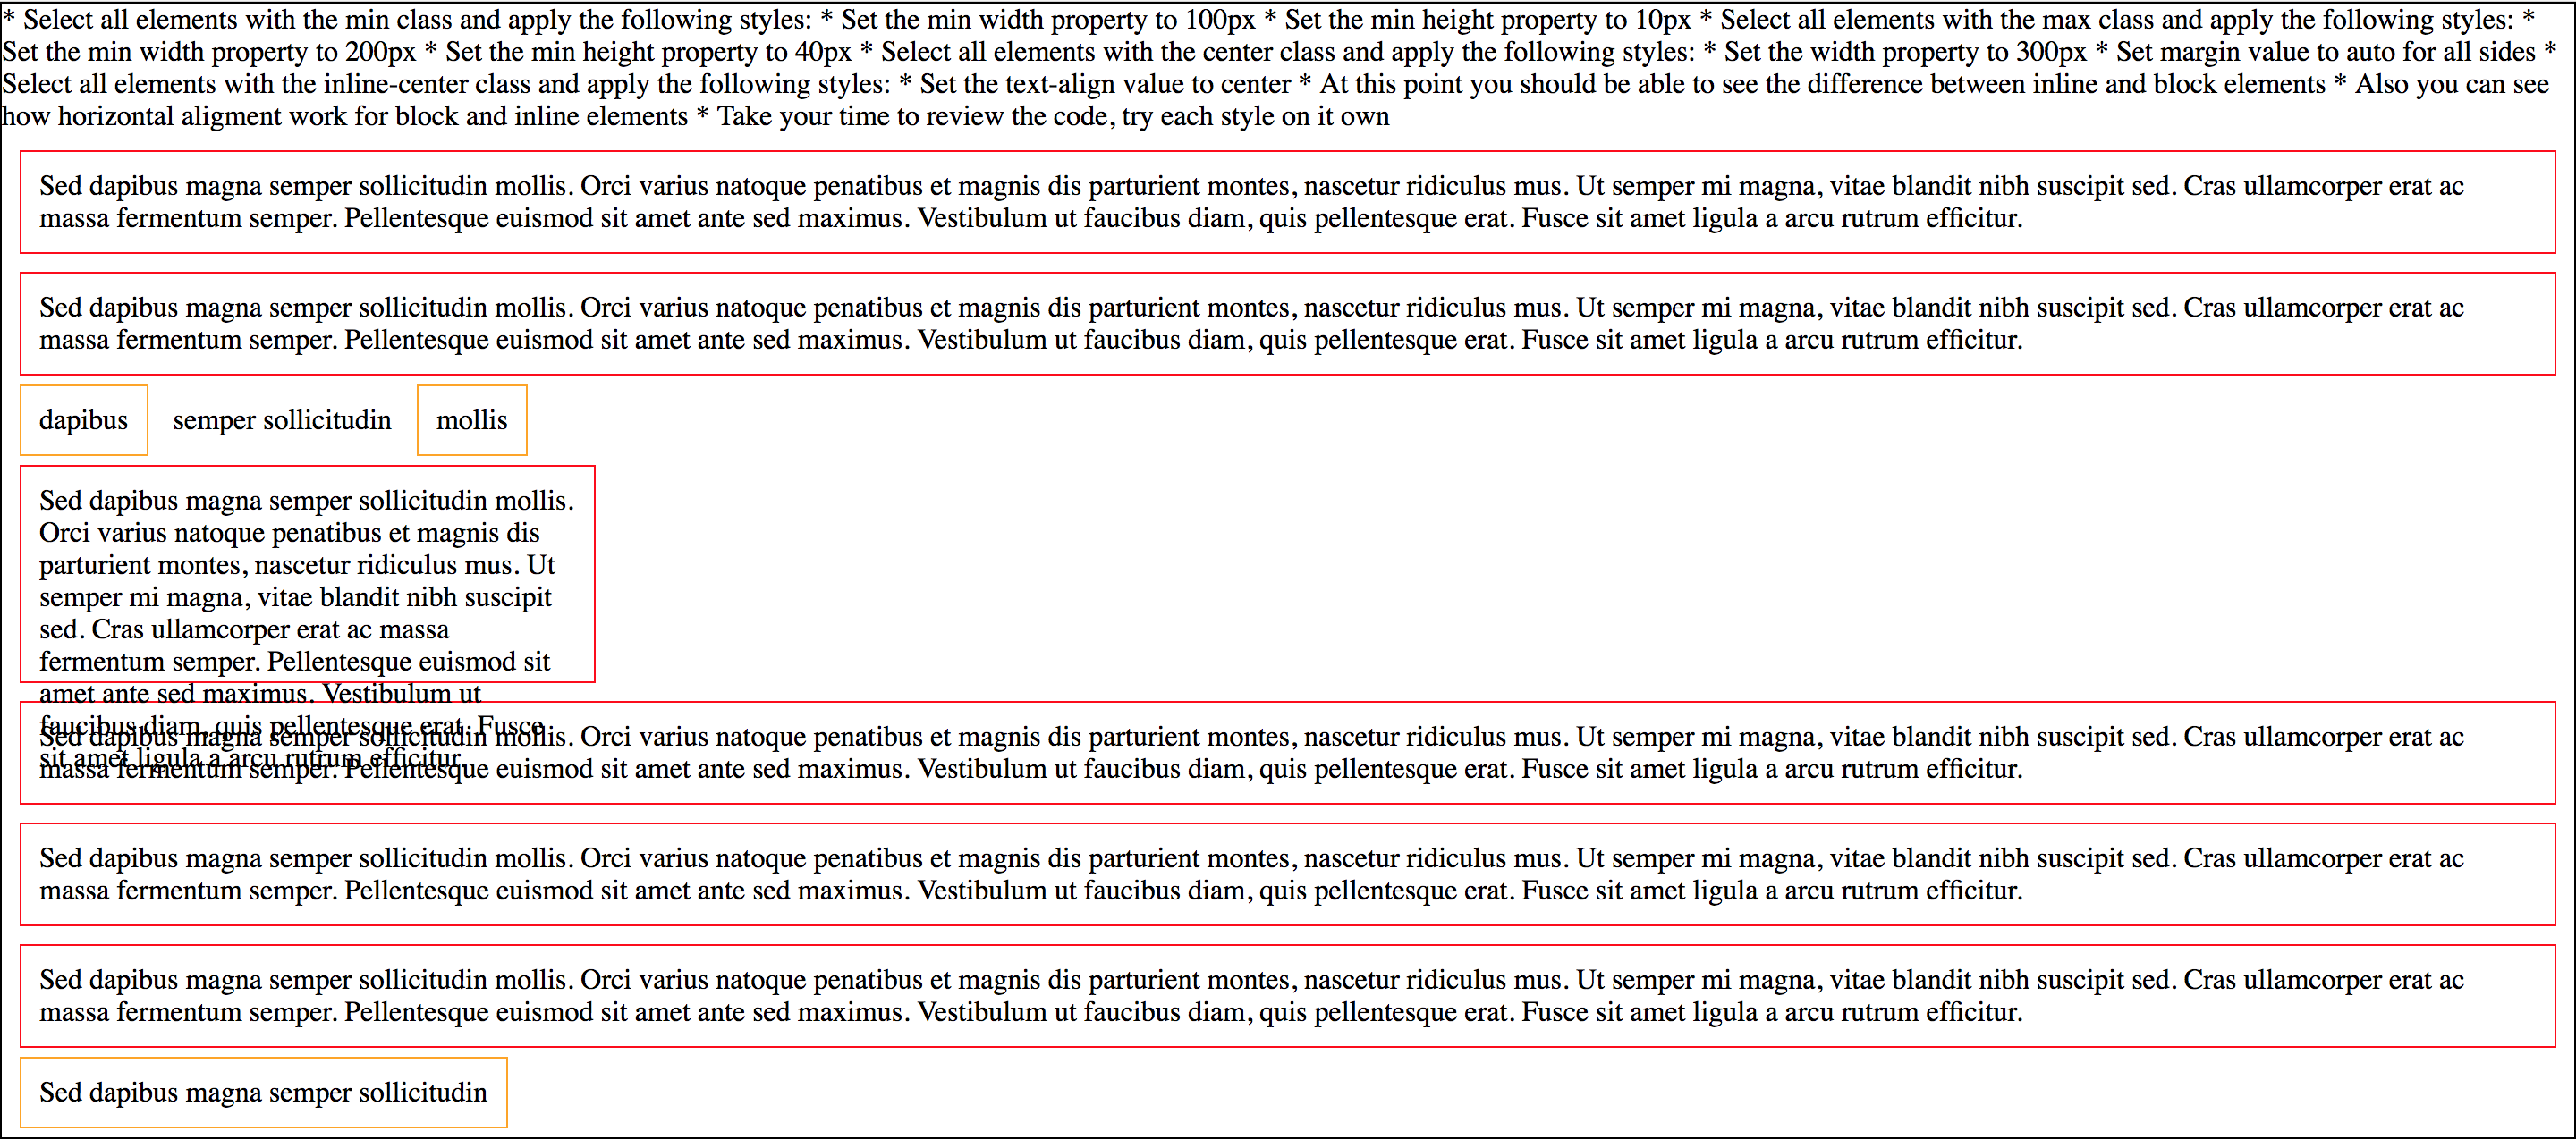 * Select all elements with the min class and apply the following styles: * Set the min width property to 100px * Set the min height property to 10px * Select all elements with the max class and apply the following styles: *
Set the min width property to 200px * Set the min height property to 40px * Select all elements with the center class and apply the following styles: * Set the width property to 300px * Set margin value to auto for all sides *
Select all elements with the inline-center class and apply the following styles: * Set the text-align value to center * At this point you should be able to see the difference between inline and block elements * Also you can see
how horizontal aligment work for block and inline elements * Take your time to review the code, try each style on it own
Sed dapibus magna semper sollicitudin mollis. Orci varius natoque penatibus et magnis dis parturient montes, nascetur ridiculus mus. Ut semper mi magna, vitae blandit nibh suscipit sed. Cras ullamcorper erat ac
massa fermentum semper. Pellentesque euismod sit amet ante sed maximus. Vestibulum ut faucibus diam, quis pellentesque erat. Fusce sit amet ligula a arcu rutrum efficitur.
Sed dapibus magna semper sollicitudin mollis. Orci varius natoque penatibus et magnis dis parturient montes, nascetur ridiculus mus. Ut semper mi magna, vitae blandit nibh suscipit sed. Cras ullamcorper erat ac
massa fermentum semper. Pellentesque euismod sit amet ante sed maximus. Vestibulum ut faucibus diam, quis pellentesque erat. Fusce sit amet ligula a arcu rutrum efficitur.
dapibus semper sollicitudin mollis
Sed dapibus magna semper sollicitudin mollis.
Orci varius natoque penatibus et magnis dis
parturient montes, nascetur ridiculus mus. Ut
semper mi magna, vitae blandit nibh suscipit
sed. Cras ullamcorper erat ac massa
fermentum semper. Pellentesque euismod sit
amet ante sed maximus. Vestibulum ut
faucibus diam, quis pellentesque erat. Fusce
sit amet ligula a arcu rutrum efficitur.
Sed dapibus magna semper sollicitudin mollis. Orci varius natoque penatibus et magnis dis parturient montes, nascetur ridiculus mus. Ut semper mi magna, vitae blandit nibh suscipit sed. Cras ullamcorper erat ac
massa fermentum semper. Pellentesque euismod sit amet ante sed maximus. Vestibulum ut faucibus diam, quis pellentesque erat. Fusce sit amet ligula a arcu rutrum efficitur.
Sed dapibus magna semper sollicitudin mollis. Orci varius natoque penatibus et magnis dis parturient montes, nascetur ridiculus mus. Ut semper mi magna, vitae blandit nibh suscipit sed. Cras ullamcorper erat ac
massa fermentum semper. Pellentesque euismod sit amet ante sed maximus. Vestibulum ut faucibus diam, quis pellentesque erat. Fusce sit amet ligula a arcu rutrum efficitur.
Sed dapibus magna semper sollicitudin mollis. Orci varius natoque penatibus et magnis dis parturient montes, nascetur ridiculus mus. Ut semper mi magna, vitae blandit nibh suscipit sed. Cras ullamcorper erat ac
massa fermentum semper. Pellentesque euismod sit amet ante sed maximus. Vestibulum ut faucibus diam, quis pellentesque erat. Fusce sit amet ligula a arcu rutrum efficitur.
Sed dapibus magna semper sollicitudin